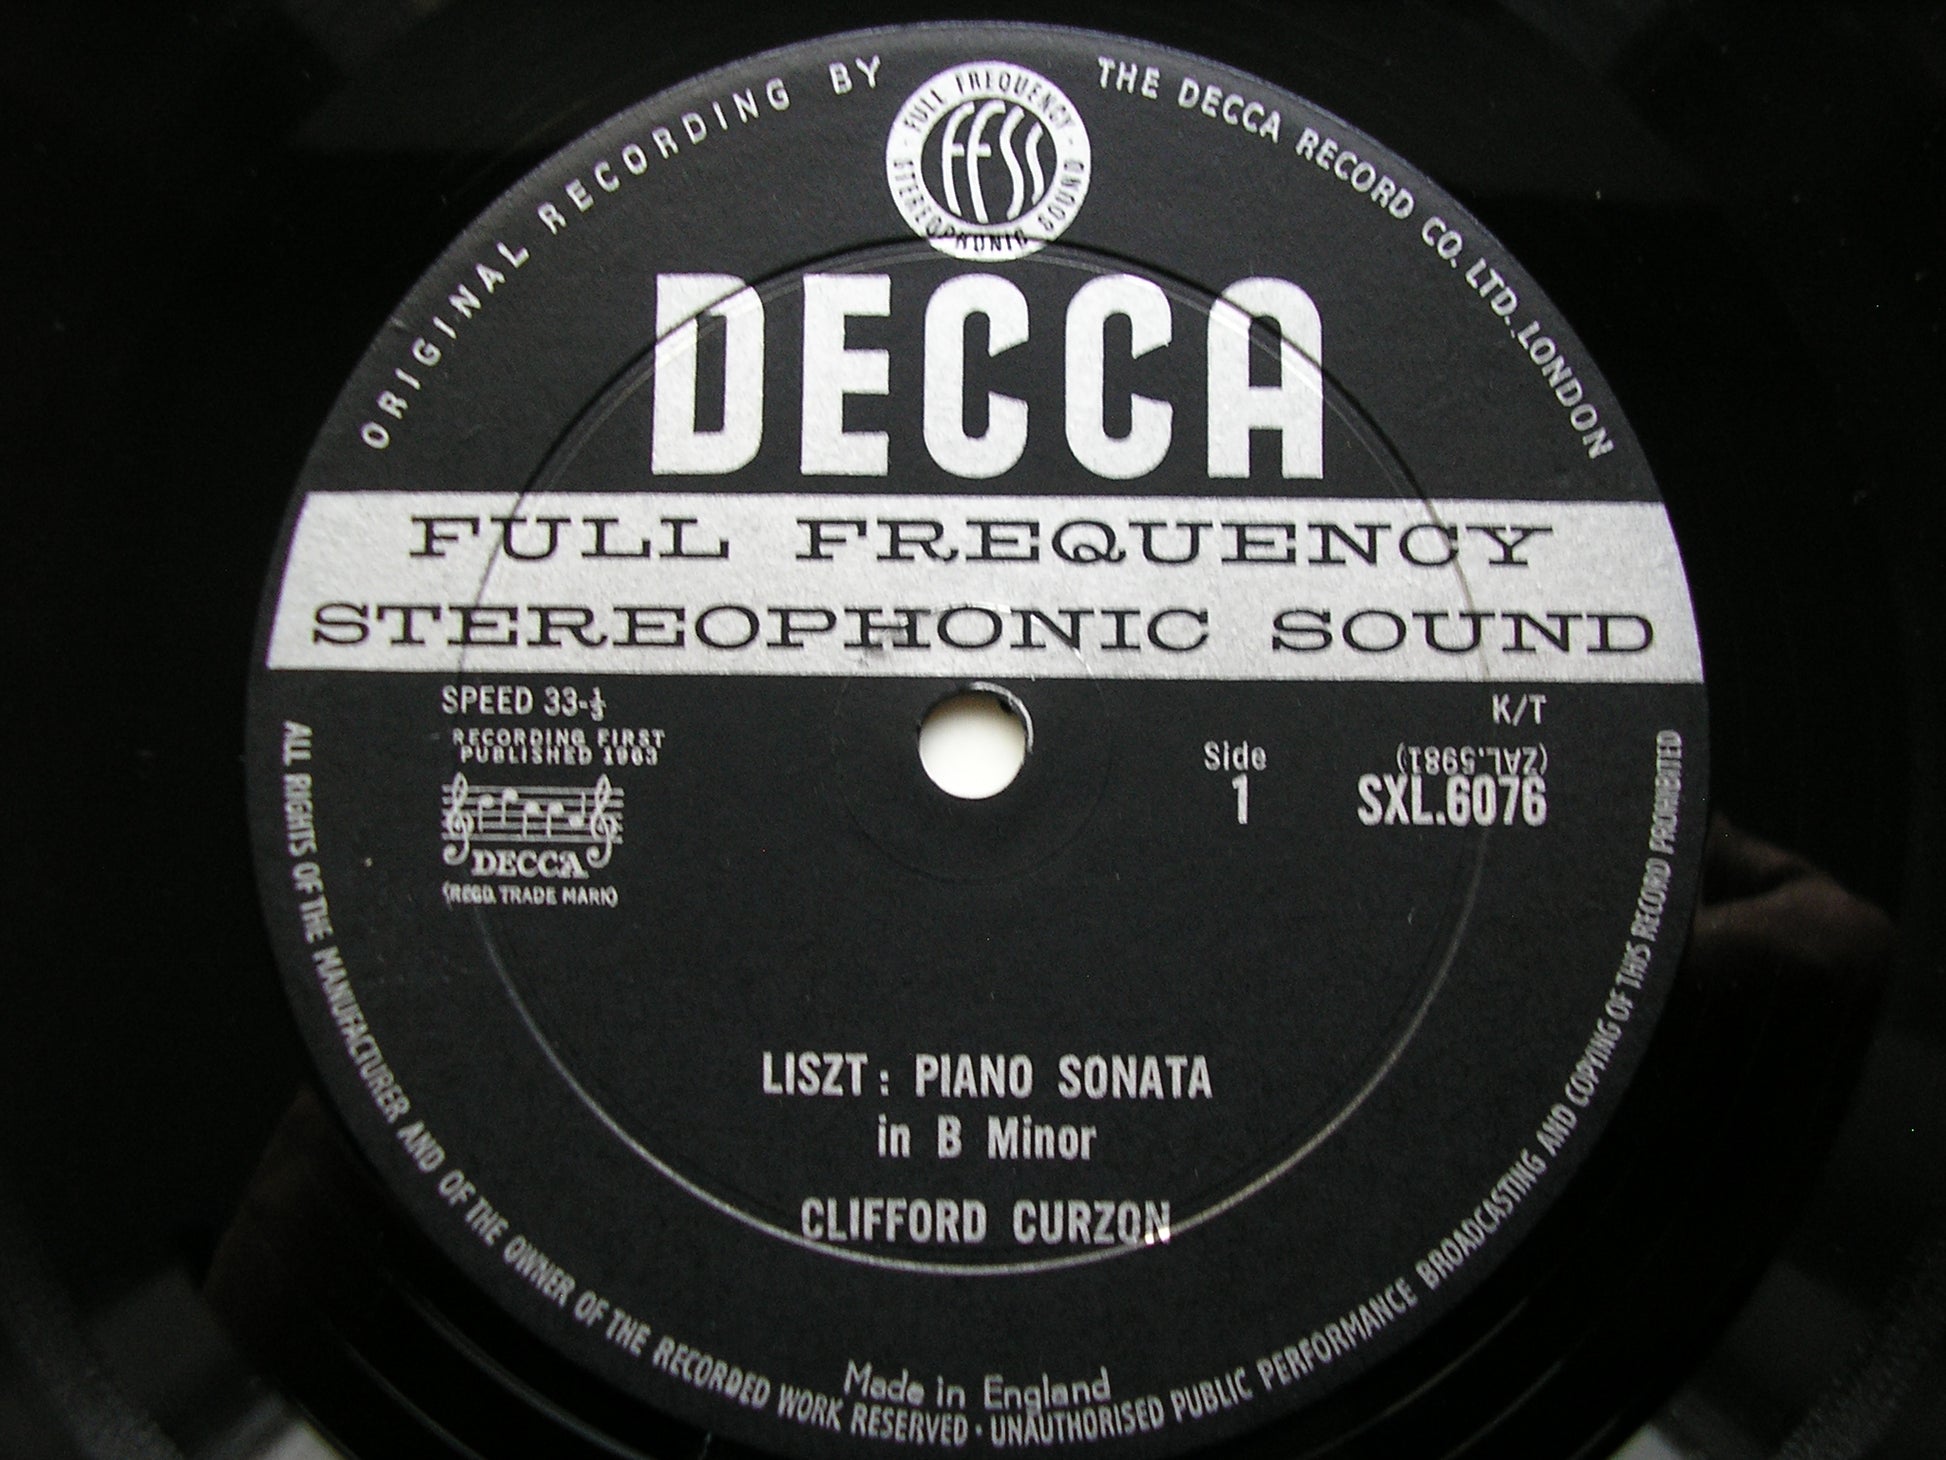 ORIGINAL RECORDING BY THE DECCA RECORD CO. LTD. LONDON
FULL FREQUENCY
FFSS
STEREOPHONIC SOUND
DECCA
FULL FREQUENCY
STEREOPHONIC SOUND
SPEED 33-⅓
K/T
RECORDING FIRST
PUBLISHED 1963
Side
1
(ZAL.5981)
SXL.6076
DECCA
(REGD. TRADE MARK)
LISZT: PIANO SONATA
in B Minor
CLIFFORD CURZON
Made in England
ALL RIGHTS OF THE MANUFACTURER AND OF THE OWNER OF THE RECORDED WORK RESERVED · UNAUTHORISED PUBLIC PERFORMANCE BROADCASTING AND COPYING OF THIS RECORD PROHIBITED